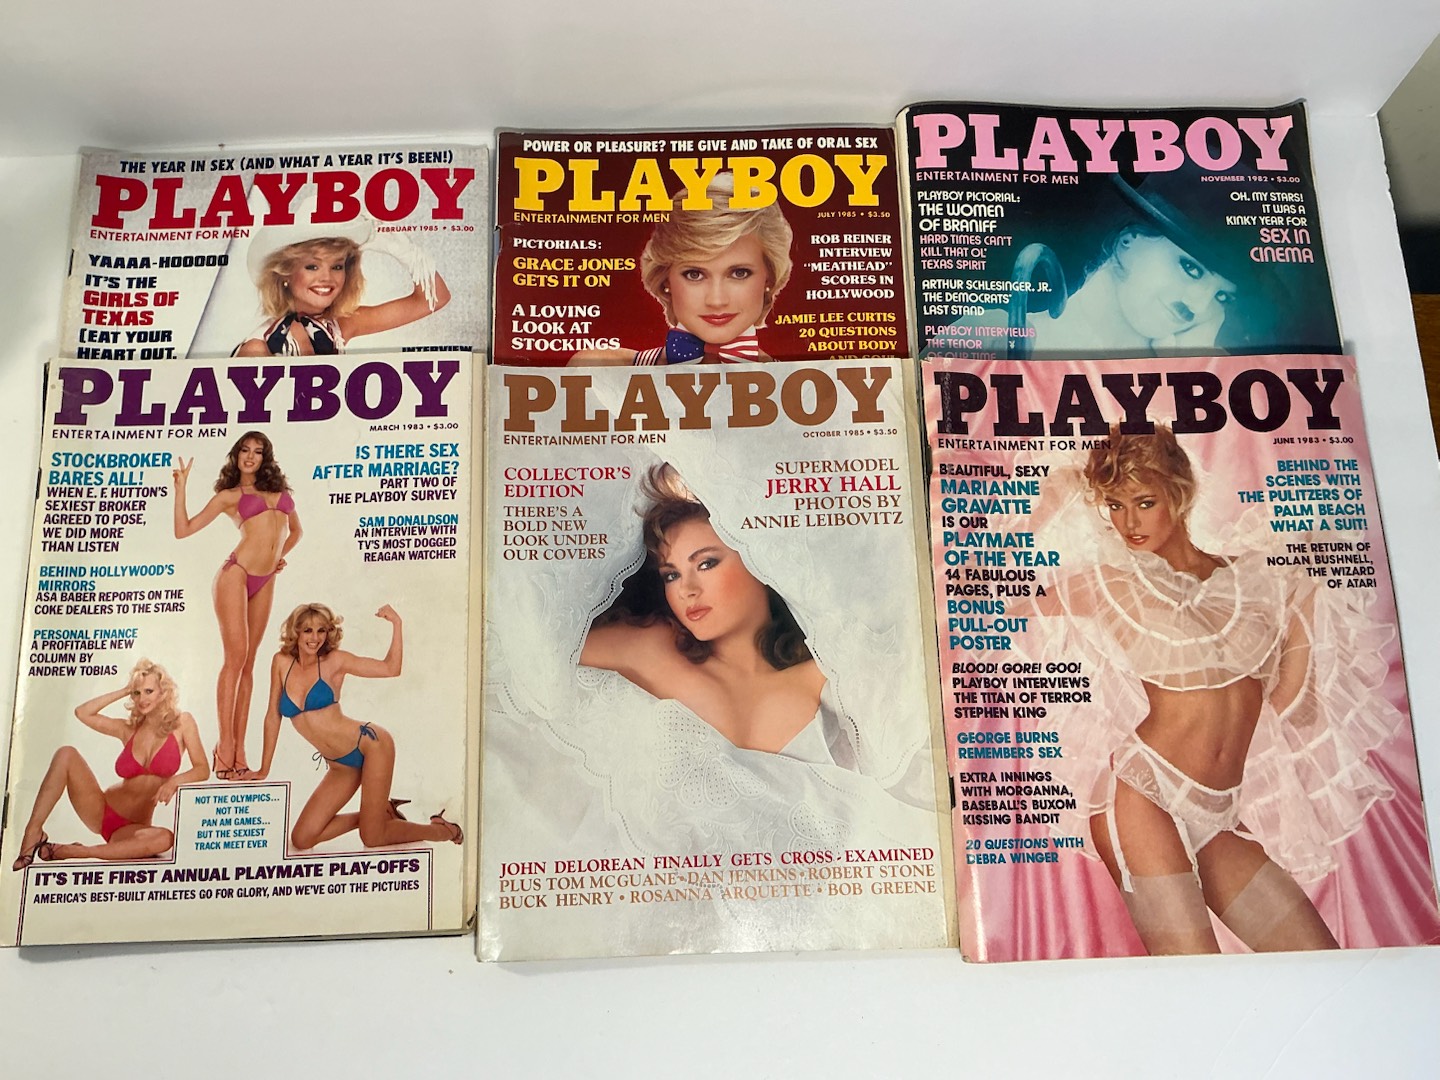 THE YEAR IN SEX (AND WHAT A YEAR IT'S BEEN!)
PLAYBOY
ENTERTAINMENT FOR MEN
FEBRUARY 1985 • $3.00
YAAAA-HOOOOO
IT'S THE
GIRLS OF
TEXAS
(EAT YOUR
HEART OUT,
INTERVIEW
POWER OR PLEASURE? THE GIVE AND TAKE OF ORAL SEX
PLAYBOY
ENTERTAINMENT FOR MEN
JULY 1985 • $3.50
PICTORIALS:
GRACE JONES
GETS IT ON
A LOVING
LOOK AT
STOCKINGS
ROB REINER
INTERVIEW
"MEATHEAD"
SCORES IN
HOLLYWOOD
JAMIE LEE CURTIS
20 QUESTIONS
ABOUT BODY
AND SOUL
PLAYBOY
ENTERTAINMENT FOR MEN
NOVEMBER 1982 • $3.00
PLAYBOY PICTORIAL:
THE WOMEN
OF BRANIFF
HARD TIMES CAN'T
KILL THAT OL'
TEXAS SPIRIT
ARTHUR SCHLESINGER, JR.
THE DEMOCRATS'
LAST STAND
PLAYBOY INTERVIEWS
THE TENOR
OF OUR TIME
OH, MY STARS!
IT WAS A
KINKY YEAR FOR
SEX IN
CINEMA
PLAYBOY
ENTERTAINMENT FOR MEN
MARCH 1983 • $3.00
STOCKBROKER
BARES ALL!
WHEN E. F. HUTTON'S
SEXIEST BROKER
AGREED TO POSE,
WE DID MORE
THAN LISTEN
BEHIND HOLLYWOOD'S
MIRRORS
ASA BABER REPORTS ON THE
COKE DEALERS TO THE STARS
PERSONAL FINANCE
A PROFITABLE NEW
COLUMN BY
ANDREW TOBIAS
IS THERE SEX
AFTER MARRIAGE?
PART TWO OF
THE PLAYBOY SURVEY
SAM DONALDSON
AN INTERVIEW WITH
TV'S MOST DOGGED
REAGAN WATCHER
NOT THE OLYMPICS...
NOT THE
PAN AM GAMES...
BUT THE SEXIEST
TRACK MEET EVER
IT'S THE FIRST ANNUAL PLAYMATE PLAY-OFFS
AMERICA'S BEST-BUILT ATHLETES GO FOR GLORY, AND WE'VE GOT THE PICTURES
PLAYBOY
ENTERTAINMENT FOR MEN
OCTOBER 1985 • $3.50
COLLECTOR'S
EDITION
THERE'S A
BOLD NEW
LOOK UNDER
OUR COVERS
SUPERMODEL
JERRY HALL
PHOTOS BY
ANNIE LEIBOVITZ
JOHN DELOREAN FINALLY GETS CROSS-EXAMINED
PLUS TOM MCGUANE • DAN JENKINS • ROBERT STONE
BUCK HENRY • ROSANNA ARQUETTE • BOB GREENE
PLAYBOY
ENTERTAINMENT FOR MEN
JUNE 1983 • $3.00
BEAUTIFUL, SEXY
MARIANNE
GRAVATTE
IS OUR
PLAYMATE
OF THE YEAR
14 FABULOUS
PAGES, PLUS A
BONUS
PULL-OUT
POSTER
BLOOD! GORE! GOO!
PLAYBOY INTERVIEWS
THE TITAN OF TERROR
STEPHEN KING
GEORGE BURNS
REMEMBERS SEX
EXTRA INNINGS
WITH MORGANNA,
BASEBALL'S BUXOM
KISSING BANDIT
20 QUESTIONS WITH
DEBRA WINGER
BEHIND THE
SCENES WITH
THE PULITZERS OF
PALM BEACH
WHAT A SUIT!
THE RETURN OF
NOLAN BUSHNELL,
THE WIZARD
OF ATARI